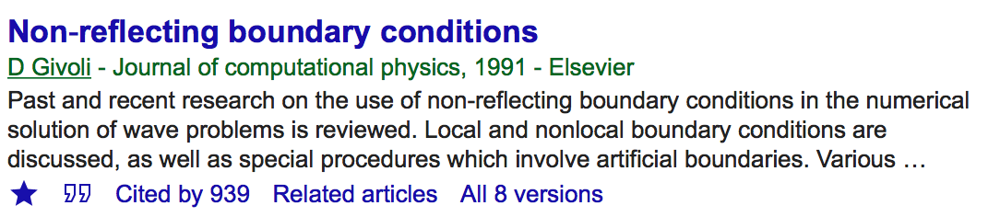 Non-reflecting boundary conditions
D Givoli - Journal of computational physics, 1991 - Elsevier
Past and recent research on the use of non-reflecting boundary conditions in the numerical
solution of wave problems is reviewed. Local and nonlocal boundary conditions are
discussed, as well as special procedures which involve artificial boundaries. Various …
Cited by 939 Related articles All 8 versions